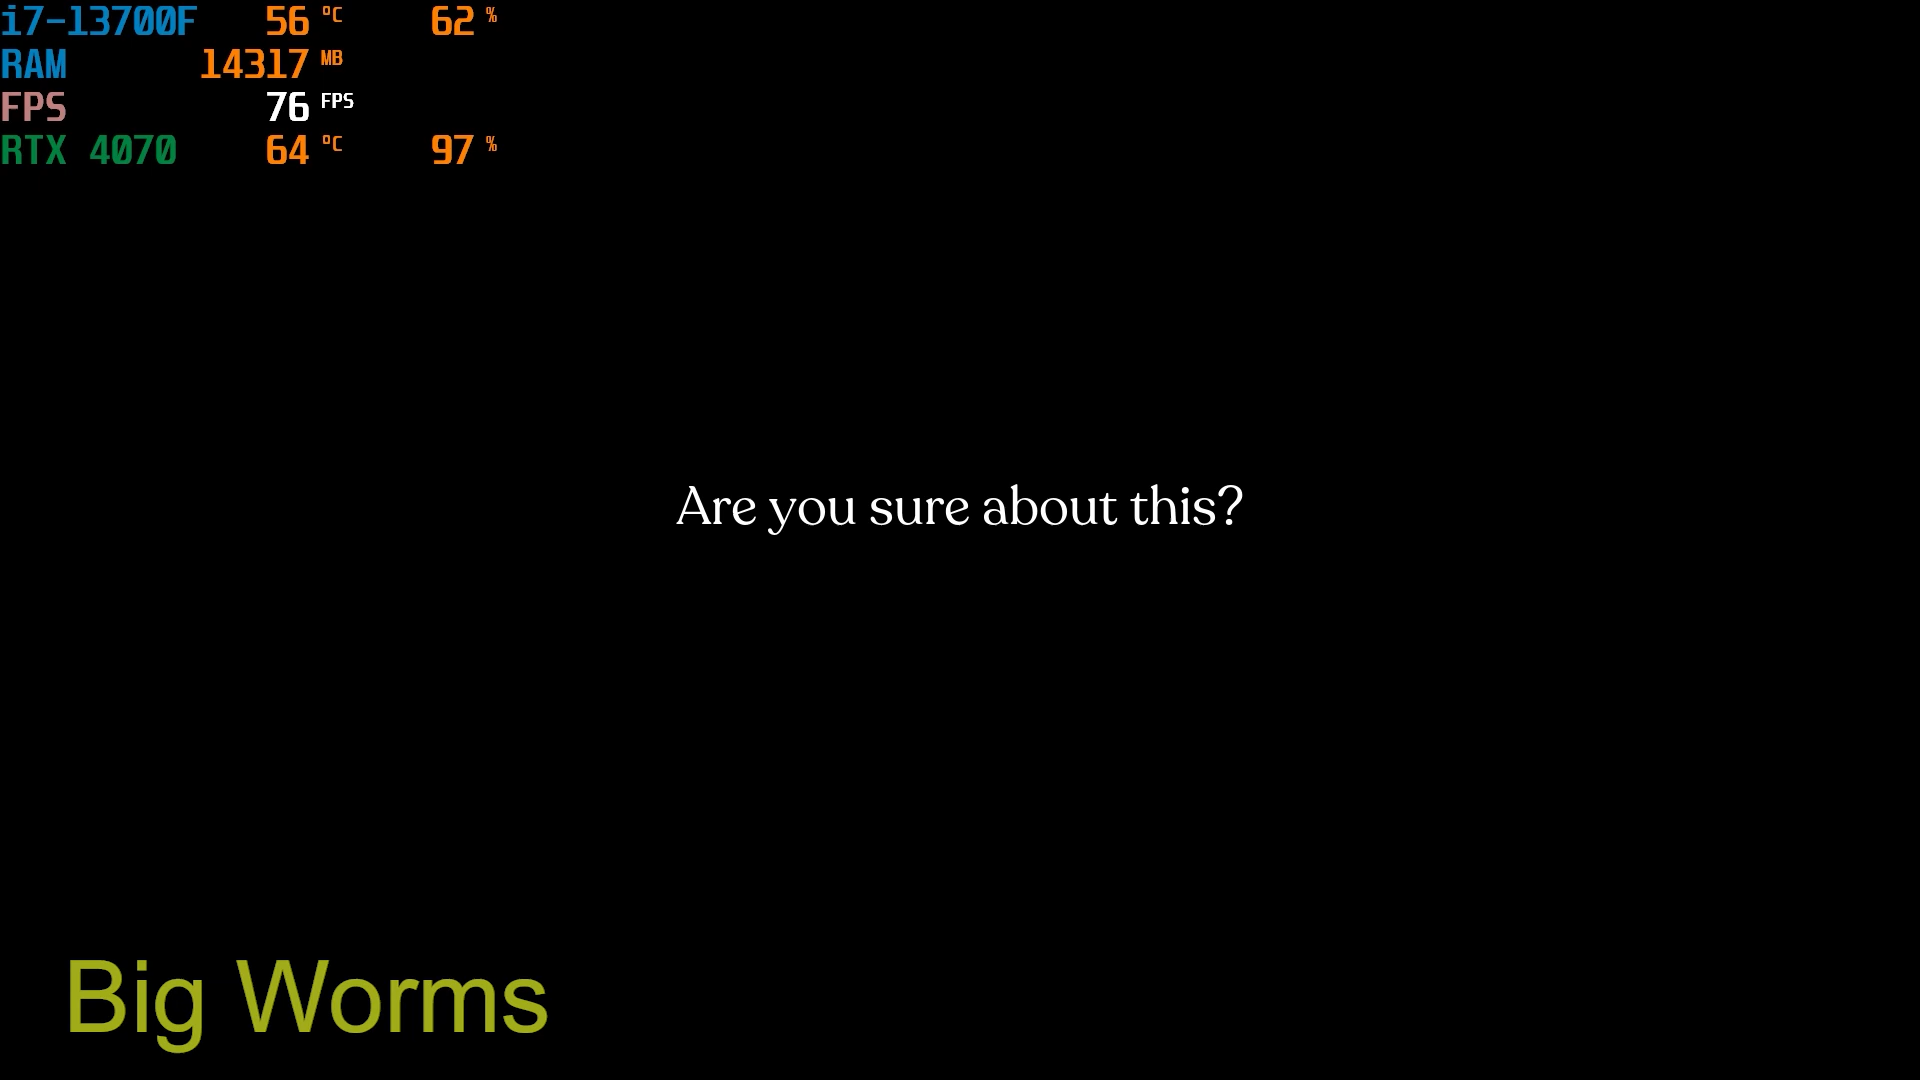 i7-13700F 56 °C 62 %
RAM 14317 MB
FPS 76 FPS
RTX 4070 64 °C 97 %
Are you sure about this?
Big Worms